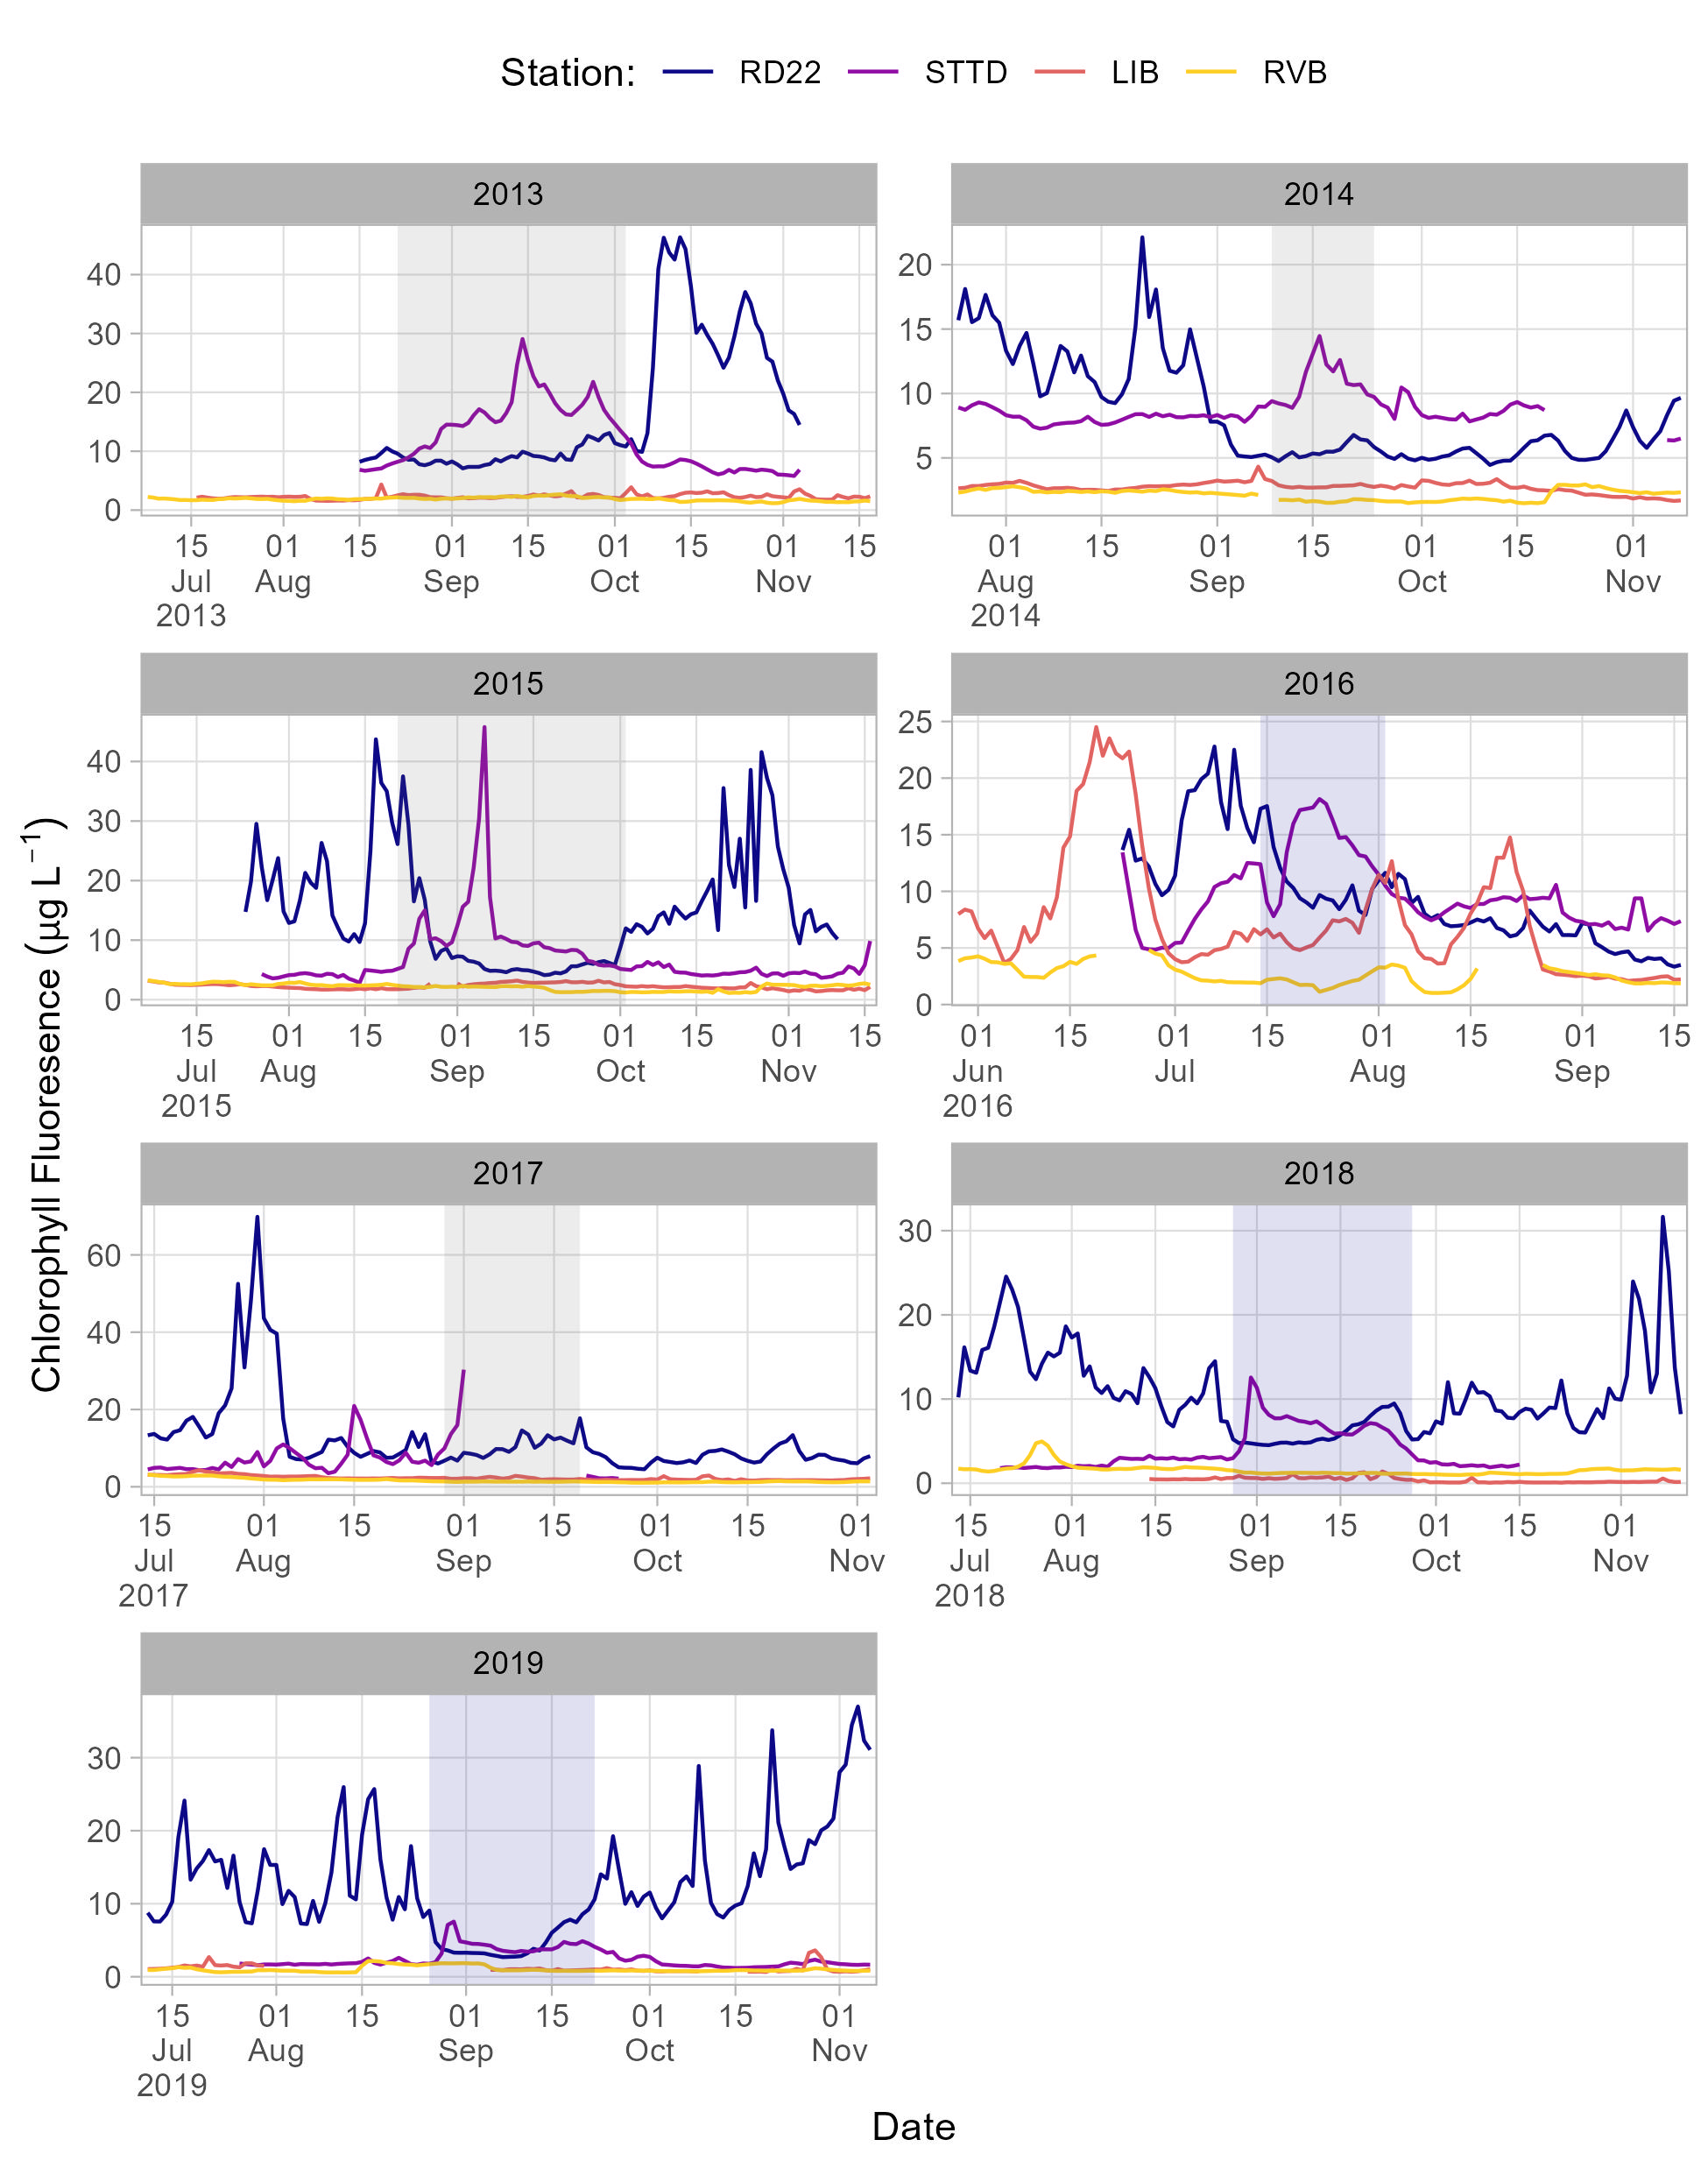 Station: RD22 STTD LIB RVB
Chlorophyll Fluoresence (µg L⁻¹)
2013
40
30
20
10
0
15 01 15 01 15 01 15 01 15
Jul Aug Sep Oct Nov
2013
2014
20
15
10
5
01 15 01 15 01 15 01
Aug Sep Oct Nov
2014
2015
40
30
20
10
0
15 01 15 01 15 01 15 01 15
Jul Aug Sep Oct Nov
2015
2016
25
20
15
10
5
0
01 15 01 15 01 15 01 15
Jun Jul Aug Sep
2016
2017
60
40
20
0
15 01 15 01 15 01 15 01
Jul Aug Sep Oct Nov
2017
2018
30
20
10
0
15 01 15 01 15 01 15 01
Jul Aug Sep Oct Nov
2018
2019
30
20
10
0
15 01 15 01 15 01 15 01
Jul Aug Sep Oct Nov
2019
Date